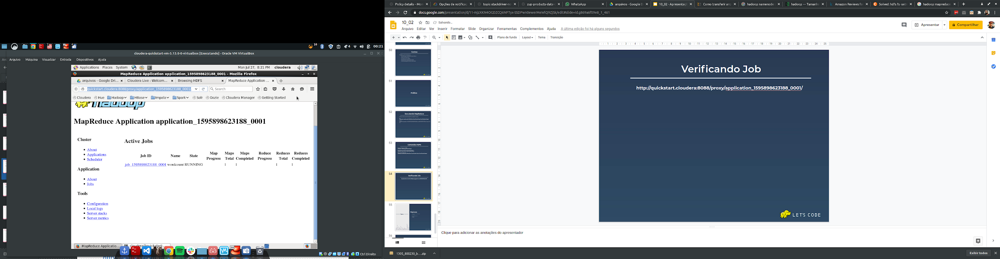 10
00:21
cloudera-quickstart-vm-5.13.0-0-virtualbox [Executando] - Oracle VM VirtualBox
Arquivo Máquina Visualizar Entrada Dispositivos Ajuda
Applications Places System
Mon Jul 27, 8:21 PM cloudera
MapReduce Application application_1595898623188_0001 - Mozilla Firefox
arquivos - Google Dri... Cloudera Live : Welcom... Browsing HDFS MapReduce Application ...
quickstart.cloudera:8088/proxy/application_1595898623188_0001/
Search
Cloudera Hue Hadoop HBase Impala Spark Solr Oozie Cloudera Manager Getting Started
hadoop
MapReduce Application application_1595898623188_0001
Cluster
About
Applications
Scheduler
Application
About
Jobs
Tools
Configuration
Local logs
Server stacks
Server metrics
Active Jobs
Job ID Name State Map Progress Maps Total Maps Completed Reduce Progress Reduces Total Reduces Completed
job_1595898623188_0001 wordcount RUNNING 1 1 1 1
MapReduce Applicatio... cloudera@quickstart:...
Ctrl Direito
Policy details – Mon Opções de notifica topic-stackdriver-no zup-products-data- WhatsApp arquivos - Google D 10_02 - Apresentaç Como transferir arq hadoop namenode hadoop — Tamanh Amazon Reviews fo Solved: hdfs fs -setr hadoop mapreduce
docs.google.com/presentation/d/11-mjzXKN4OGDZCQ6NFTyx-SSDPwn0ewerMeWlQ9ZjSk/edit#slide=id.g869a6f09e8_1_461
10_02
Salvando...
Arquivo Editar Ver Inserir Formatar Slide Organizar Ferramentas Complementos Ajuda A última edição foi há alguns segundos
Apresentar
Compartilhar
Plano de fundo Layout Tema Transição
50
51
Prática
52
Executando MapReduce
53
Comandos HDFS
54
Verificando Job
55
Tópicos
56
Verificando Job
http://quickstart.cloudera:8088/proxy/application_1595898623188_0001/
LET'S CODE
Clique para adicionar as anotações do apresentador
1305_800230_b....zip
Exibir todos